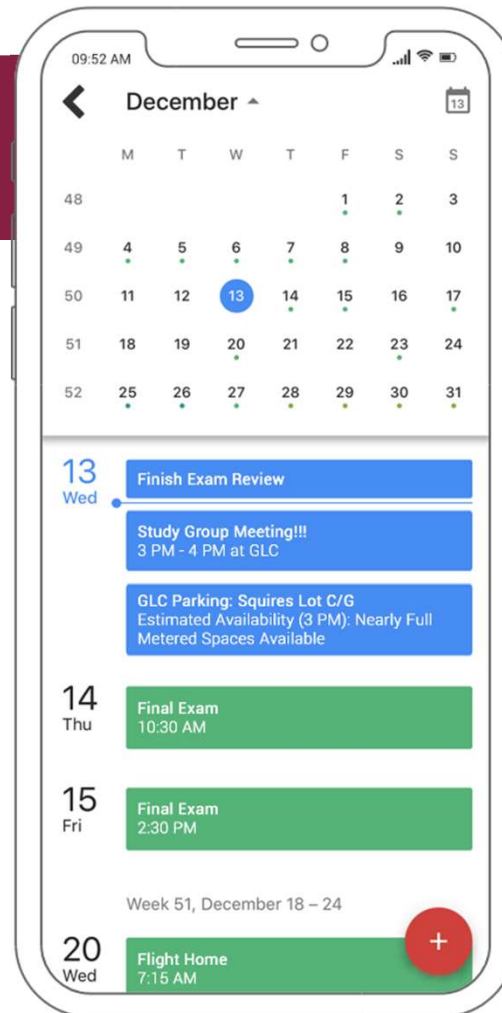 09:52 AM
December
13
M T W T F S S
48 1 2 3
49 4 5 6 7 8 9 10
50 11 12 13 14 15 16 17
51 18 19 20 21 22 23 24
52 25 26 27 28 29 30 31
13
Wed
Finish Exam Review
Study Group Meeting!!!
3 PM - 4 PM at GLC
GLC Parking: Squires Lot C/G
Estimated Availability (3 PM): Nearly Full
Metered Spaces Available
14
Thu
Final Exam
10:30 AM
15
Fri
Final Exam
2:30 PM
Week 51, December 18 – 24
20
Wed
Flight Home
7:15 AM
+